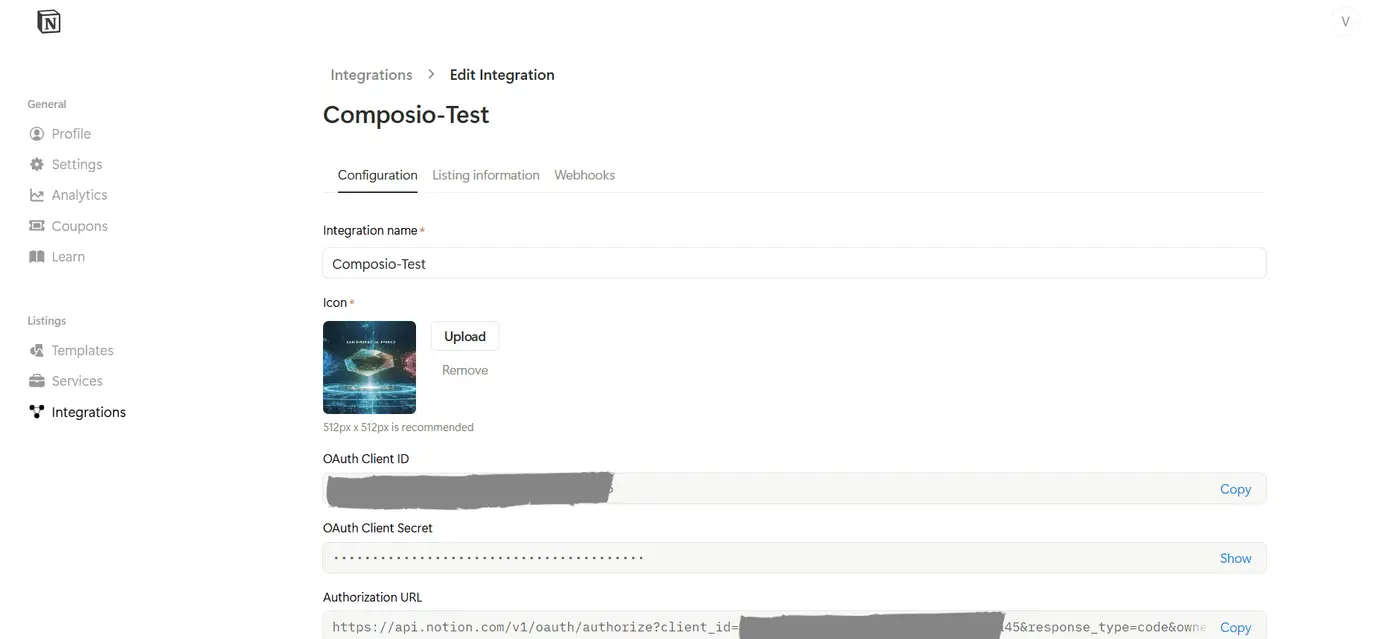 N
V
Integrations > Edit Integration
Composio-Test
General
Profile
Settings
Analytics
Coupons
Learn
Listings
Templates
Services
Integrations
Configuration Listing information Webhooks
Integration name*
Composio-Test
Icon*
Upload
Remove
512px x 512px is recommended
OAuth Client ID
Copy
OAuth Client Secret
Show
Authorization URL
https://api.notion.com/v1/oauth/authorize?client_id= 45&response_type=code&owne Copy